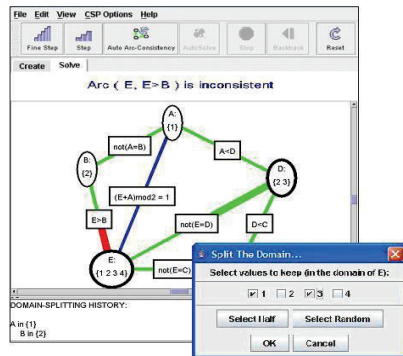 File Edit View CSP Options Help
Fine Step Step Auto Arc-Consistency AutoSolve Stop Backtrack Reset
Create Solve
Arc ( E, E>B ) is inconsistent
A:
{1}
not(A=B)
A<D
B:
{2}
D:
{2 3}
(E+A)mod2 = 1
E>B
not(E=D)
D<C
E:
{1 2 3 4}
not(E=C)
Split The Domain...
Select values to keep (in the domain of E):
1 2 3 4
Select Half Select Random
OK Cancel
DOMAIN-SPLITTING HISTORY:
A in {1}
B in {2}